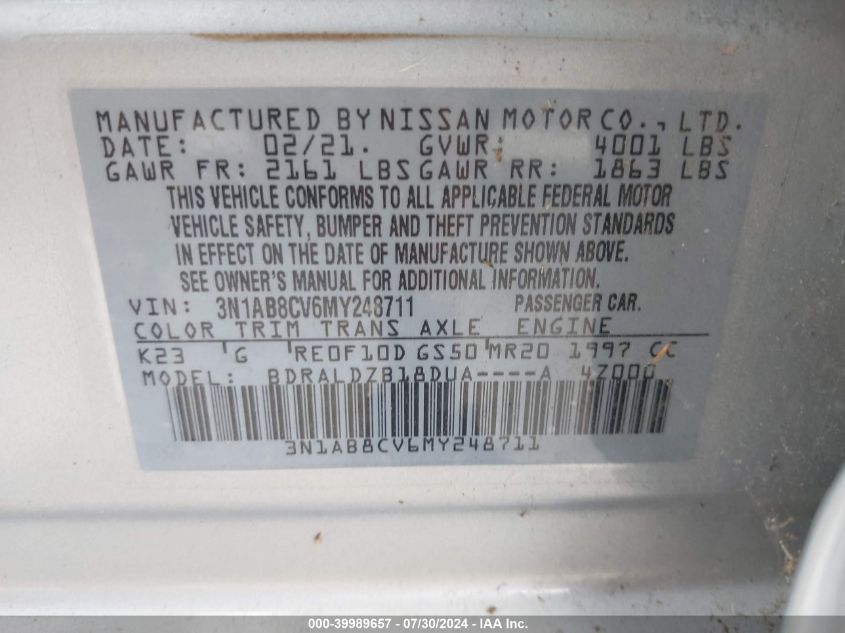 MANUFACTURED BY NISSAN MOTOR CO., LTD.
DATE: 02/21. GVWR: 4001 LBS
GAWR FR: 2161 LBS GAWR RR: 1863 LBS
THIS VEHICLE CONFORMS TO ALL APPLICABLE FEDERAL MOTOR
VEHICLE SAFETY, BUMPER AND THEFT PREVENTION STANDARDS
IN EFFECT ON THE DATE OF MANUFACTURE SHOWN ABOVE.
SEE OWNER'S MANUAL FOR ADDITIONAL INFORMATION.
VIN: 3N1AB8CV6MY248711 PASSENGER CAR.
COLOR TRIM TRANS AXLE ENGINE
K23 G RE0F10D GS50 MR20 1997 CC
MODEL: BDRALDZB18DUA----A 4Z000
3N1AB8CV6MY248711
000-39989657 - 07/30/2024 - IAA Inc.